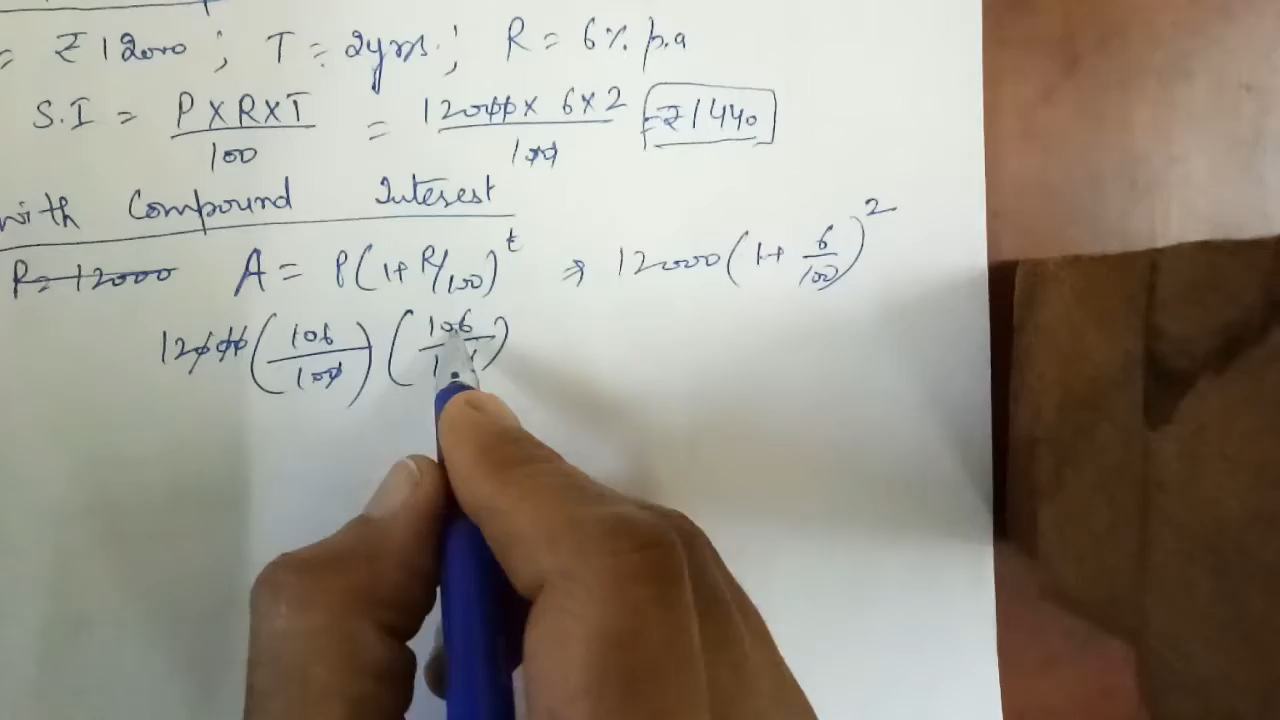 = ₹12000 ; T = 2yrs. ; R = 6% p.a
S.I = P X R X T / 100 = 12000 x 6 x 2 / 100 = ₹1440
with Compound Interest
P = 12000 A = P(1+R/100)^t ⇒ 12000(1+ 6/100)^2
12000(106/100)(106/100)